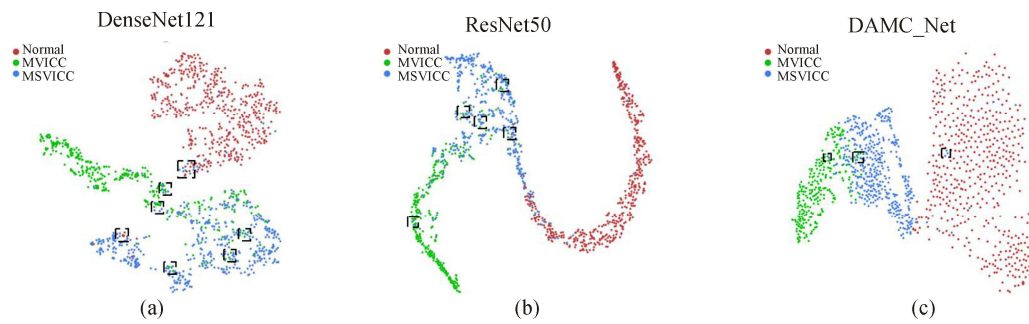 DenseNet121
Normal
MVICC
MSVICC
(a)
ResNet50
Normal
MVICC
MSVICC
(b)
DAMC_Net
Normal
MVICC
MSVICC
(c)